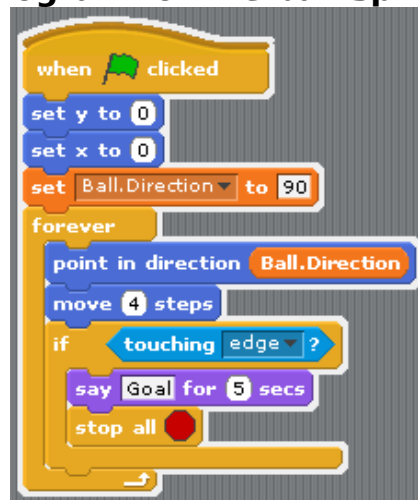 when clicked
set y to 0
set x to 0
set Ball.Direction to 90
forever
point in direction Ball.Direction
move 4 steps
if touching edge ?
say Goal for 5 secs
stop all